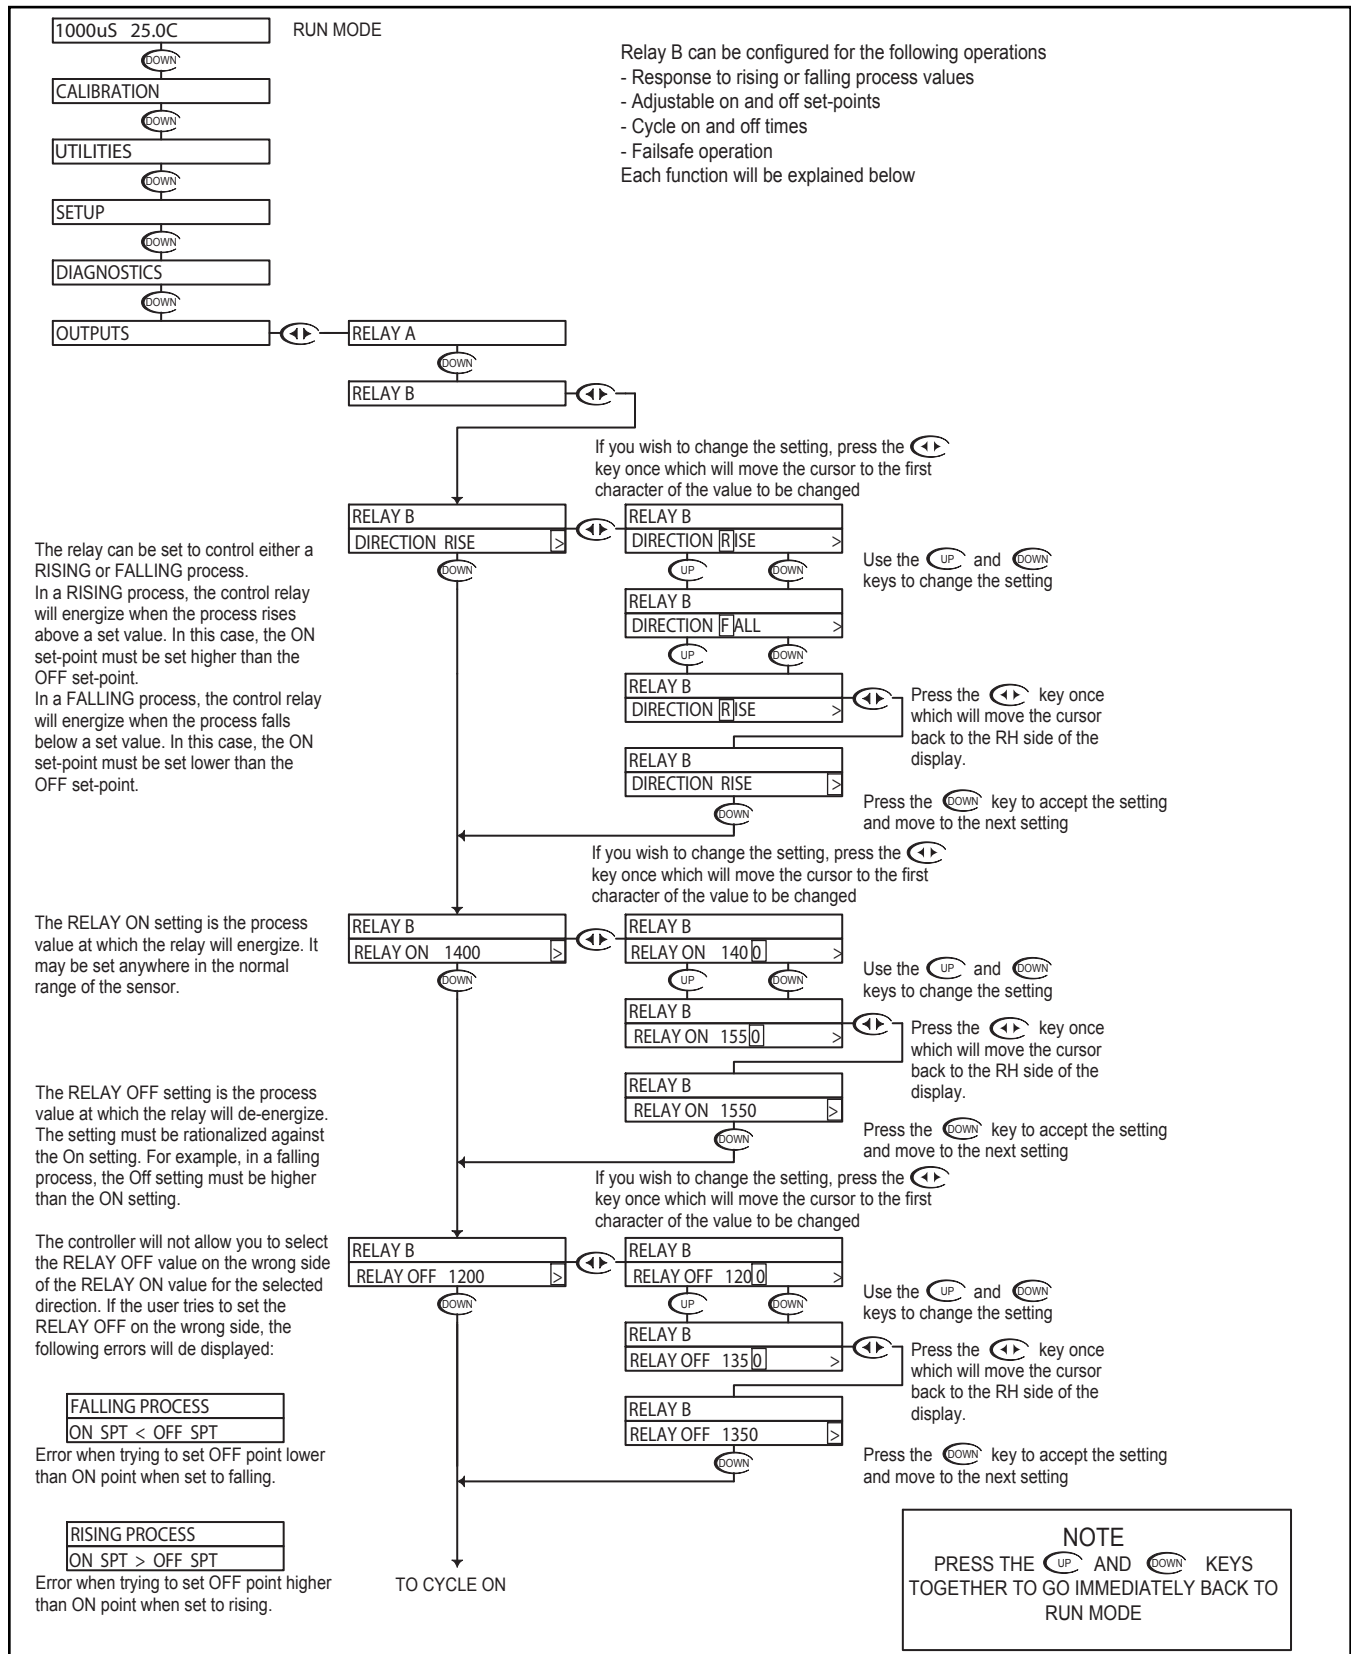 1000uS 25.0C
RUN MODE
DOWN
CALIBRATION
DOWN
UTILITIES
DOWN
SETUP
DOWN
DIAGNOSTICS
DOWN
OUTPUTS
RELAY A
DOWN
RELAY B
Relay B can be configured for the following operations
- Response to rising or falling process values
- Adjustable on and off set-points
- Cycle on and off times
- Failsafe operation
Each function will be explained below
If you wish to change the setting, press the
key once which will move the cursor to the first
character of the value to be changed
The relay can be set to control either a
RISING or FALLING process.
In a RISING process, the control relay
will energize when the process rises
above a set value. In this case, the ON
set-point must be set higher than the
OFF set-point.
In a FALLING process, the control relay
will energize when the process falls
below a set value. In this case, the ON
set-point must be set lower than the
OFF set-point.
RELAY B
DIRECTION RISE >
DOWN
RELAY B
DIRECTION RISE >
UP DOWN
RELAY B
DIRECTION FALL >
UP DOWN
RELAY B
DIRECTION RISE >
RELAY B
DIRECTION RISE >
DOWN
Use the UP and DOWN
keys to change the setting
Press the key once
which will move the cursor
back to the RH side of the
display.
Press the DOWN key to accept the setting
and move to the next setting
If you wish to change the setting, press the
key once which will move the cursor to the first
character of the value to be changed
The RELAY ON setting is the process
value at which the relay will energize. It
may be set anywhere in the normal
range of the sensor.
RELAY B
RELAY ON 1400 >
DOWN
RELAY B
RELAY ON 1400 >
UP DOWN
RELAY B
RELAY ON 1550 >
RELAY B
RELAY ON 1550 >
DOWN
Use the UP and DOWN
keys to change the setting
Press the key once
which will move the cursor
back to the RH side of the
display.
Press the DOWN key to accept the setting
and move to the next setting
The RELAY OFF setting is the process
value at which the relay will de-energize.
The setting must be rationalized against
the On setting. For example, in a falling
process, the Off setting must be higher
than the ON setting.
If you wish to change the setting, press the
key once which will move the cursor to the first
character of the value to be changed
The controller will not allow you to select
the RELAY OFF value on the wrong side
of the RELAY ON value for the selected
direction. If the user tries to set the
RELAY OFF on the wrong side, the
following errors will de displayed:
RELAY B
RELAY OFF 1200 >
DOWN
RELAY B
RELAY OFF 1200 >
UP DOWN
RELAY B
RELAY OFF 1350 >
RELAY B
RELAY OFF 1350 >
DOWN
Use the UP and DOWN
keys to change the setting
Press the key once
which will move the cursor
back to the RH side of the
display.
Press the DOWN key to accept the setting
and move to the next setting
FALLING PROCESS
ON SPT < OFF SPT
Error when trying to set OFF point lower
than ON point when set to falling.
RISING PROCESS
ON SPT > OFF SPT
Error when trying to set OFF point higher
than ON point when set to rising.
TO CYCLE ON
NOTE
PRESS THE UP AND DOWN KEYS
TOGETHER TO GO IMMEDIATELY BACK TO
RUN MODE